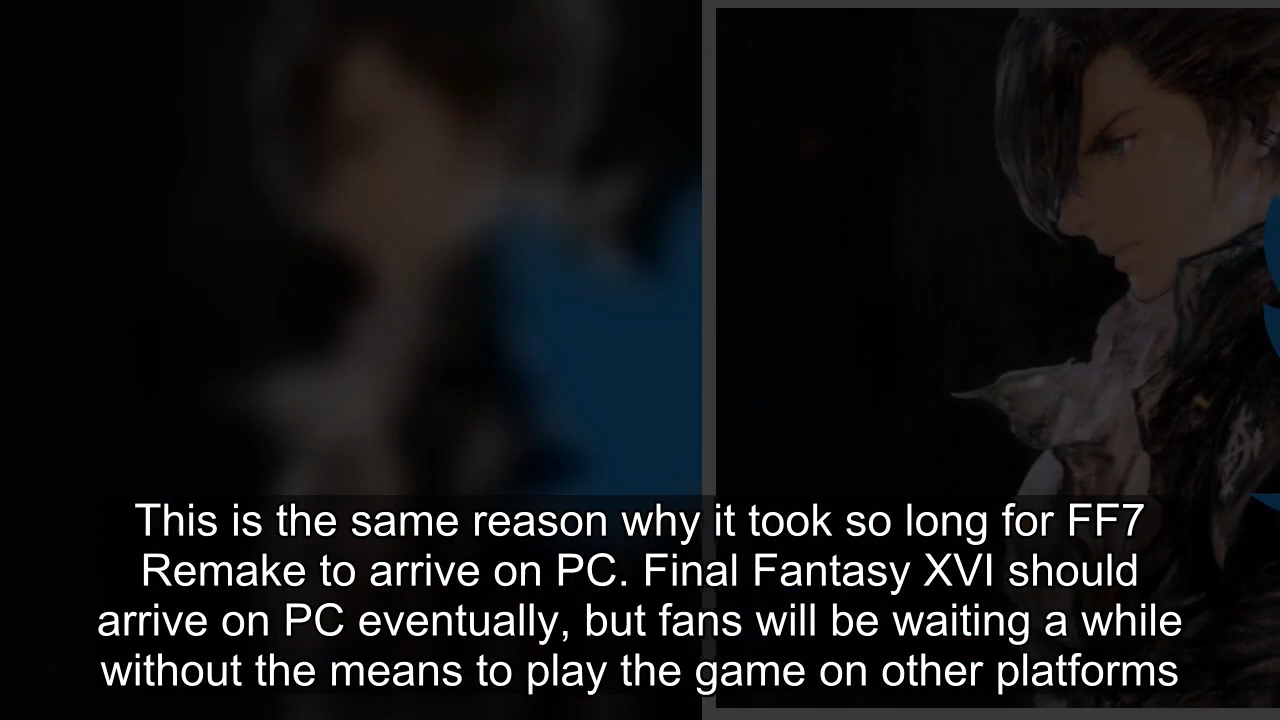 This is the same reason why it took so long for FF7
Remake to arrive on PC. Final Fantasy XVI should
arrive on PC eventually, but fans will be waiting a while
without the means to play the game on other platforms